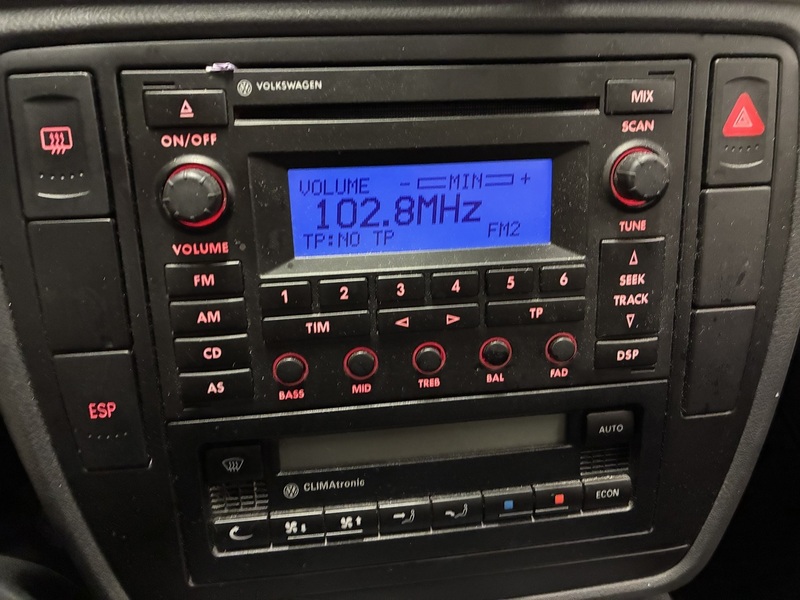 VOLKSWAGEN
MIX
ON/OFF
SCAN
VOLUME - MIN +
102.8MHz
TP:NO TP FM2
VOLUME
TUNE
FM
1 2 3 4 5 6
SEEK
TRACK
AM
TIM
TP
CD
DSP
AS
BASS MID TREB BAL FAD
ESP
AUTO
CLIMAtronic
ECON